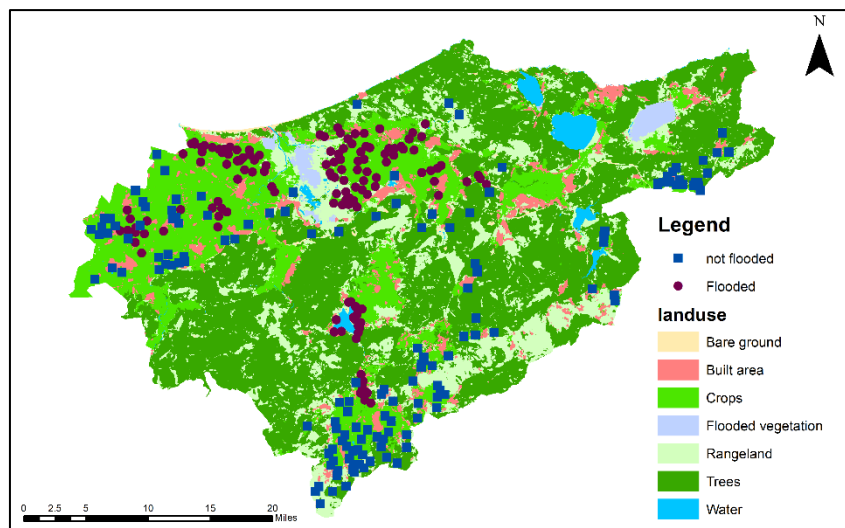 N
Legend
not flooded
Flooded
landuse
Bare ground
Built area
Crops
Flooded vegetation
Rangeland
Trees
Water
0 2.5 5 10 15 20
Miles